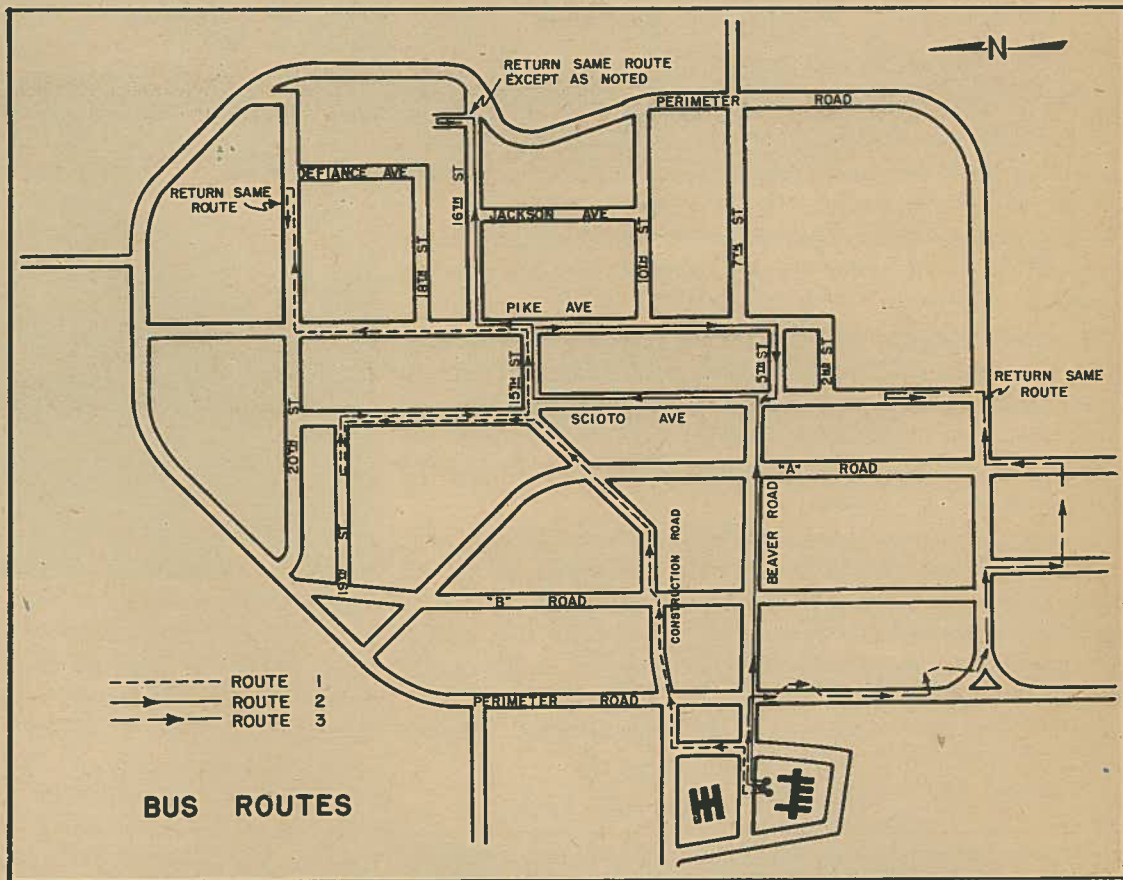 N
RETURN SAME ROUTE
EXCEPT AS NOTED
PERIMETER ROAD
DEFIANCE AVE
RETURN SAME
ROUTE
16TH ST
JACKSON AVE
18TH ST
10TH ST
7TH ST
PIKE AVE
15TH ST
5TH ST
2ND ST
RETURN SAME
ROUTE
SCIOTO AVE
20TH ST
"A" ROAD
19TH ST
CONSTRUCTION ROAD
BEAVER ROAD
"B" ROAD
ROUTE 1
ROUTE 2
ROUTE 3
PERIMETER ROAD
BUS ROUTES